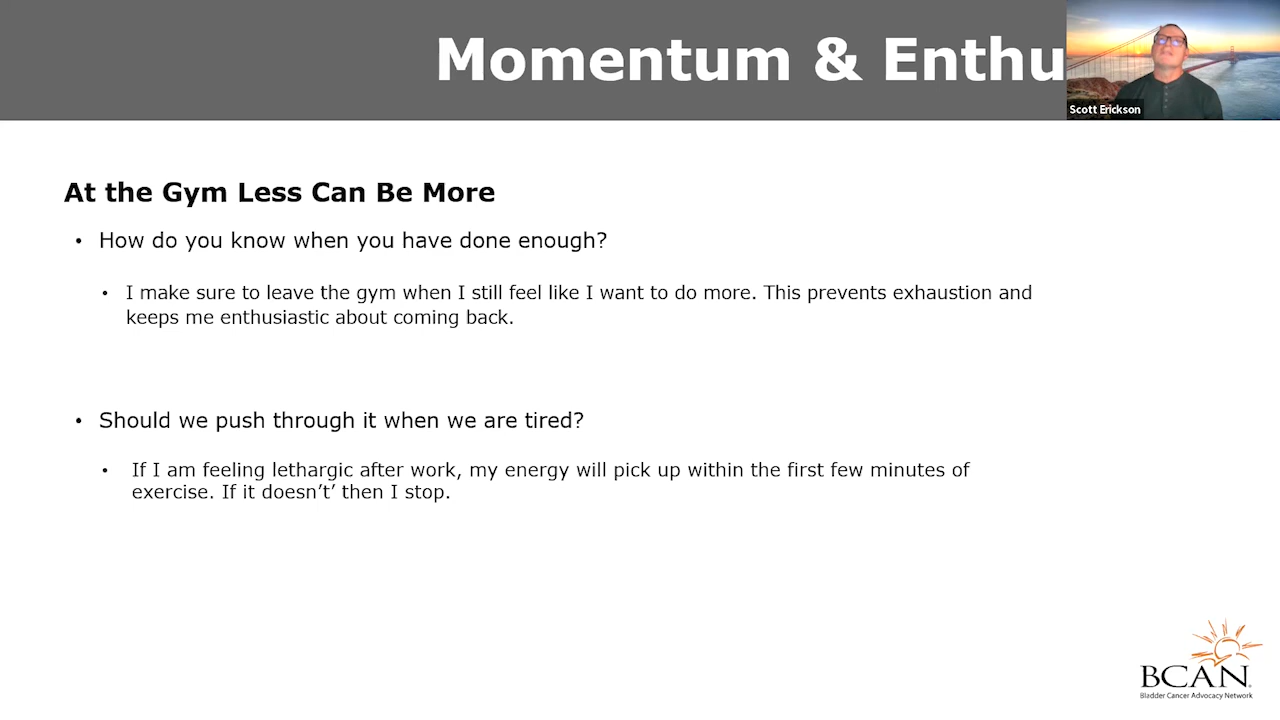 Momentum & Enthu
Scott Erickson
At the Gym Less Can Be More
• How do you know when you have done enough?
• I make sure to leave the gym when I still feel like I want to do more. This prevents exhaustion and
keeps me enthusiastic about coming back.
• Should we push through it when we are tired?
• If I am feeling lethargic after work, my energy will pick up within the first few minutes of
exercise. If it doesn’t’ then I stop.
BCAN
Bladder Cancer Advocacy Network